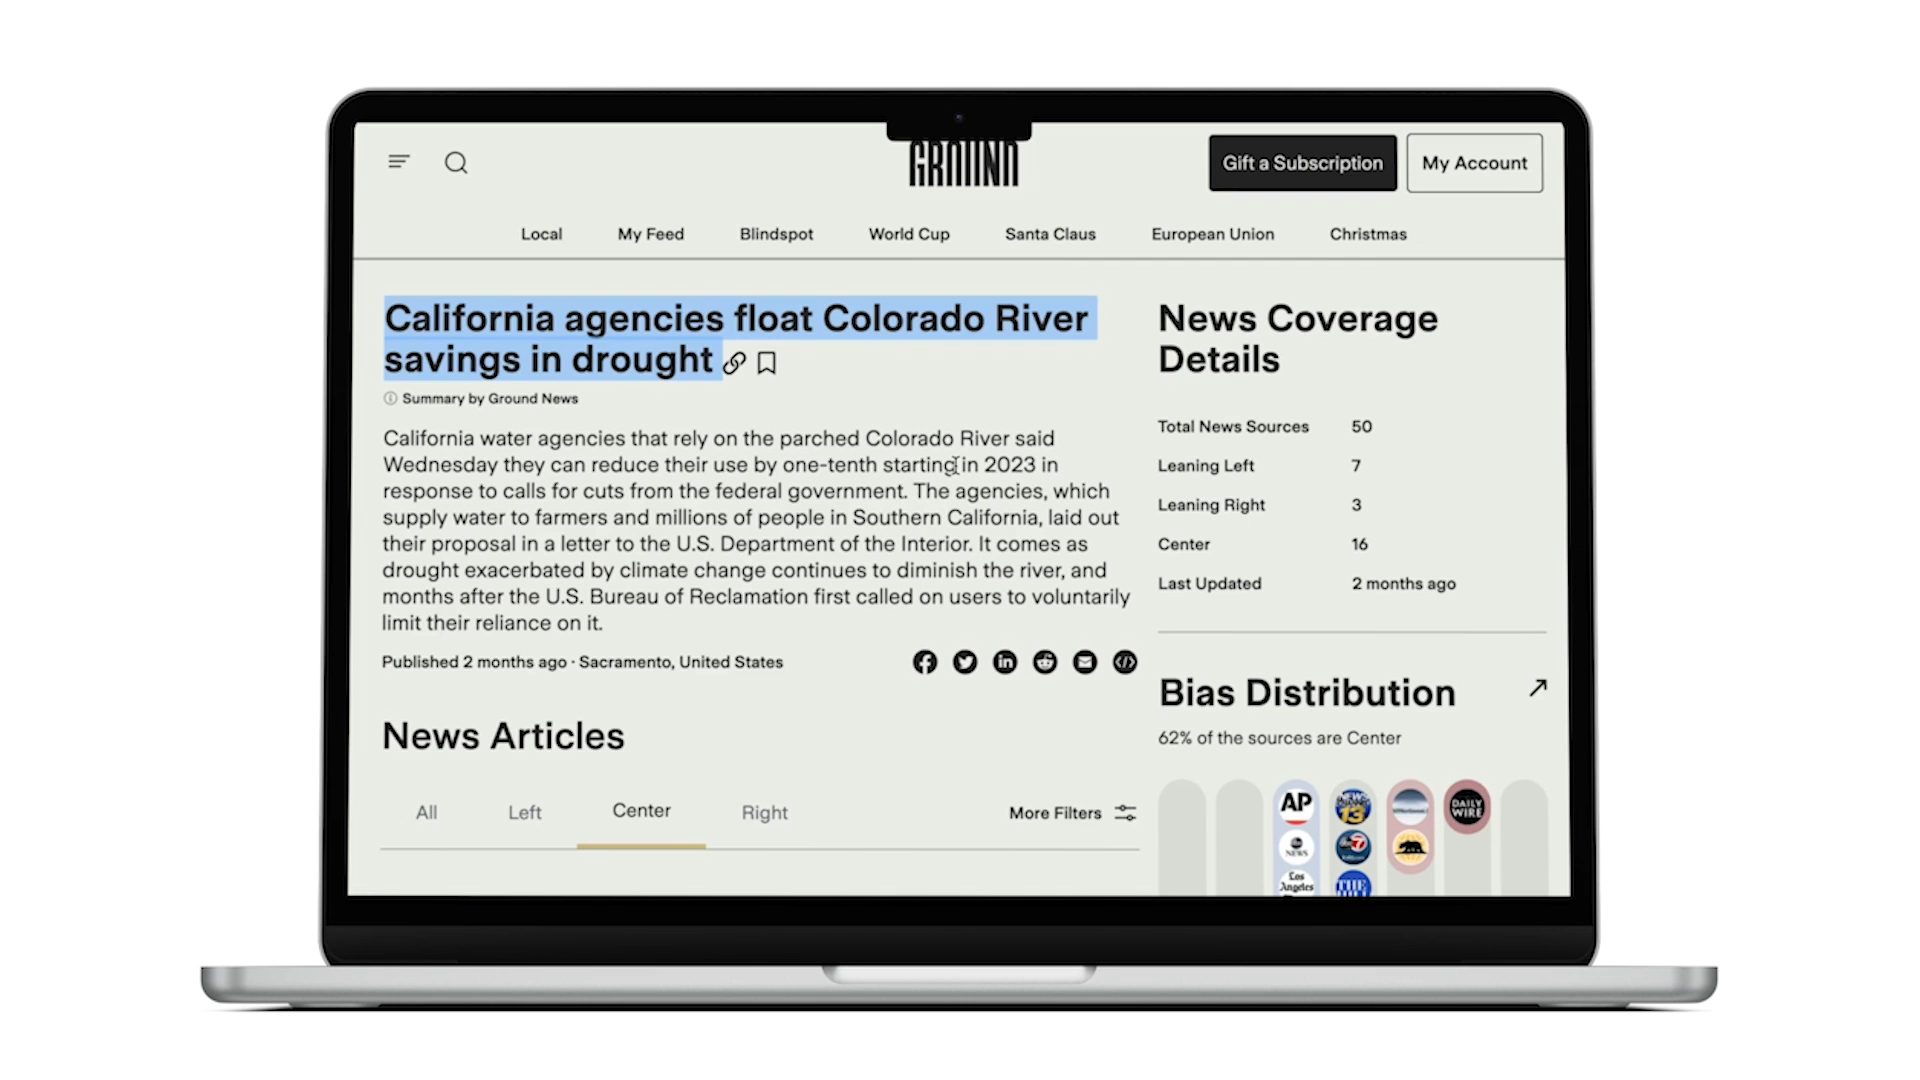 GROUND
Gift a Subscription
My Account
Local
My Feed
Blindspot
World Cup
Santa Claus
European Union
Christmas
California agencies float Colorado River
savings in drought
Summary by Ground News
California water agencies that rely on the parched Colorado River said
Wednesday they can reduce their use by one-tenth starting in 2023 in
response to calls for cuts from the federal government. The agencies, which
supply water to farmers and millions of people in Southern California, laid out
their proposal in a letter to the U.S. Department of the Interior. It comes as
drought exacerbated by climate change continues to diminish the river, and
months after the U.S. Bureau of Reclamation first called on users to voluntarily
limit their reliance on it.
Published 2 months ago · Sacramento, United States
News Articles
All
Left
Center
Right
More Filters
News Coverage
Details
Total News Sources 50
Leaning Left 7
Leaning Right 3
Center 16
Last Updated 2 months ago
Bias Distribution
62% of the sources are Center
AP
NEWS
13
DAILY
WIRE
abc
NEWS
7
Los
Angeles
THE